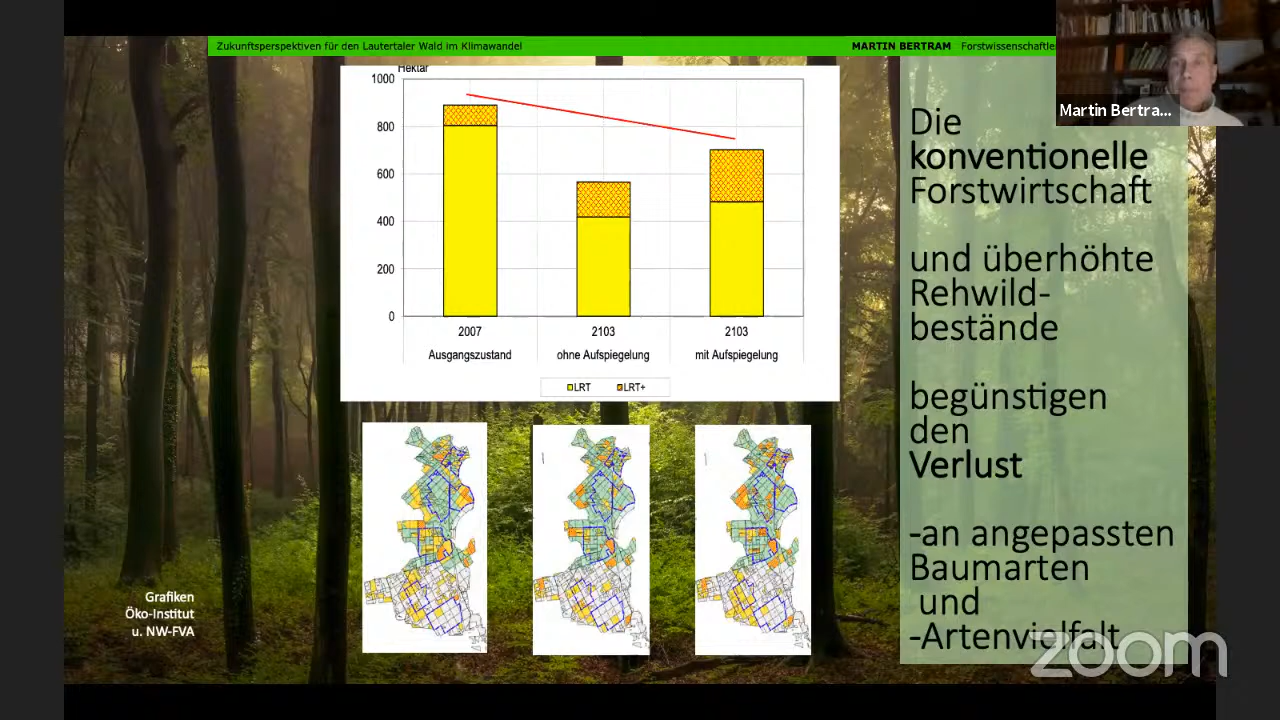 Zukunftsperspektiven für den Lautertaler Wald im Klimawandel
MARTIN BERTRAM Forstwissenschaftle
Martin Bertra...
Hektar
1000
800
600
400
200
0
2007
2103
2103
Ausgangszustand
ohne Aufspiegelung
mit Aufspiegelung
LRT
LRT+
Die
konventionelle
Forstwirtschaft
und überhöhte
Rehwild-
bestände
begünstigen
den
Verlust
-an angepassten
Baumarten
und
-Artenvielfalt
Grafiken
Öko-Institut
u. NW-FVA
zoom